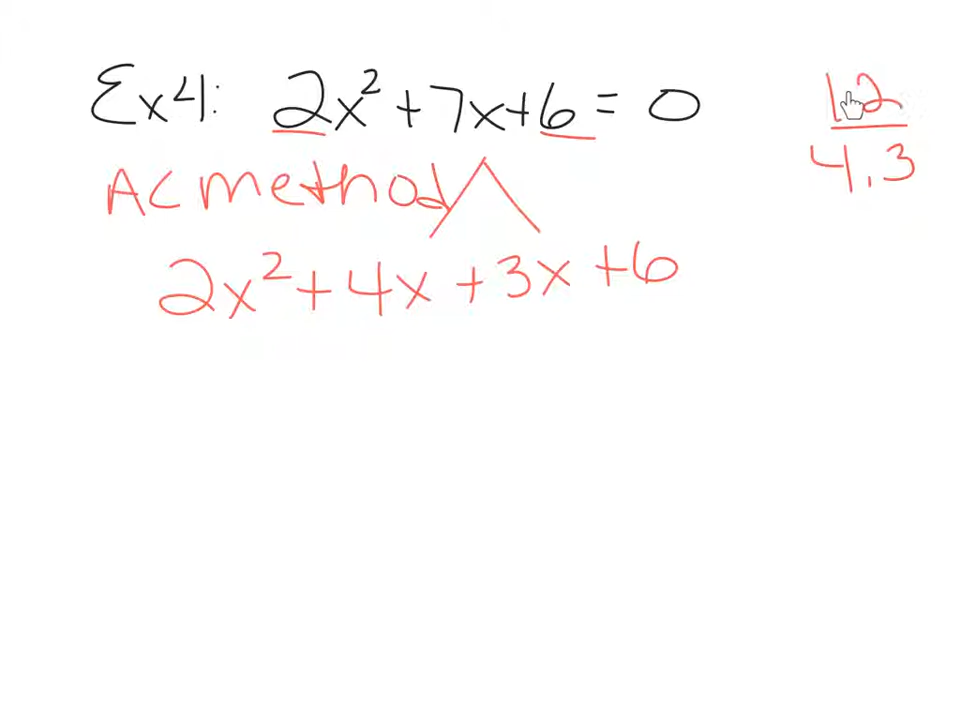 Ex4: 2x² + 7x + 6 = 0
12
4, 3
AC method
2x² + 4x + 3x + 6